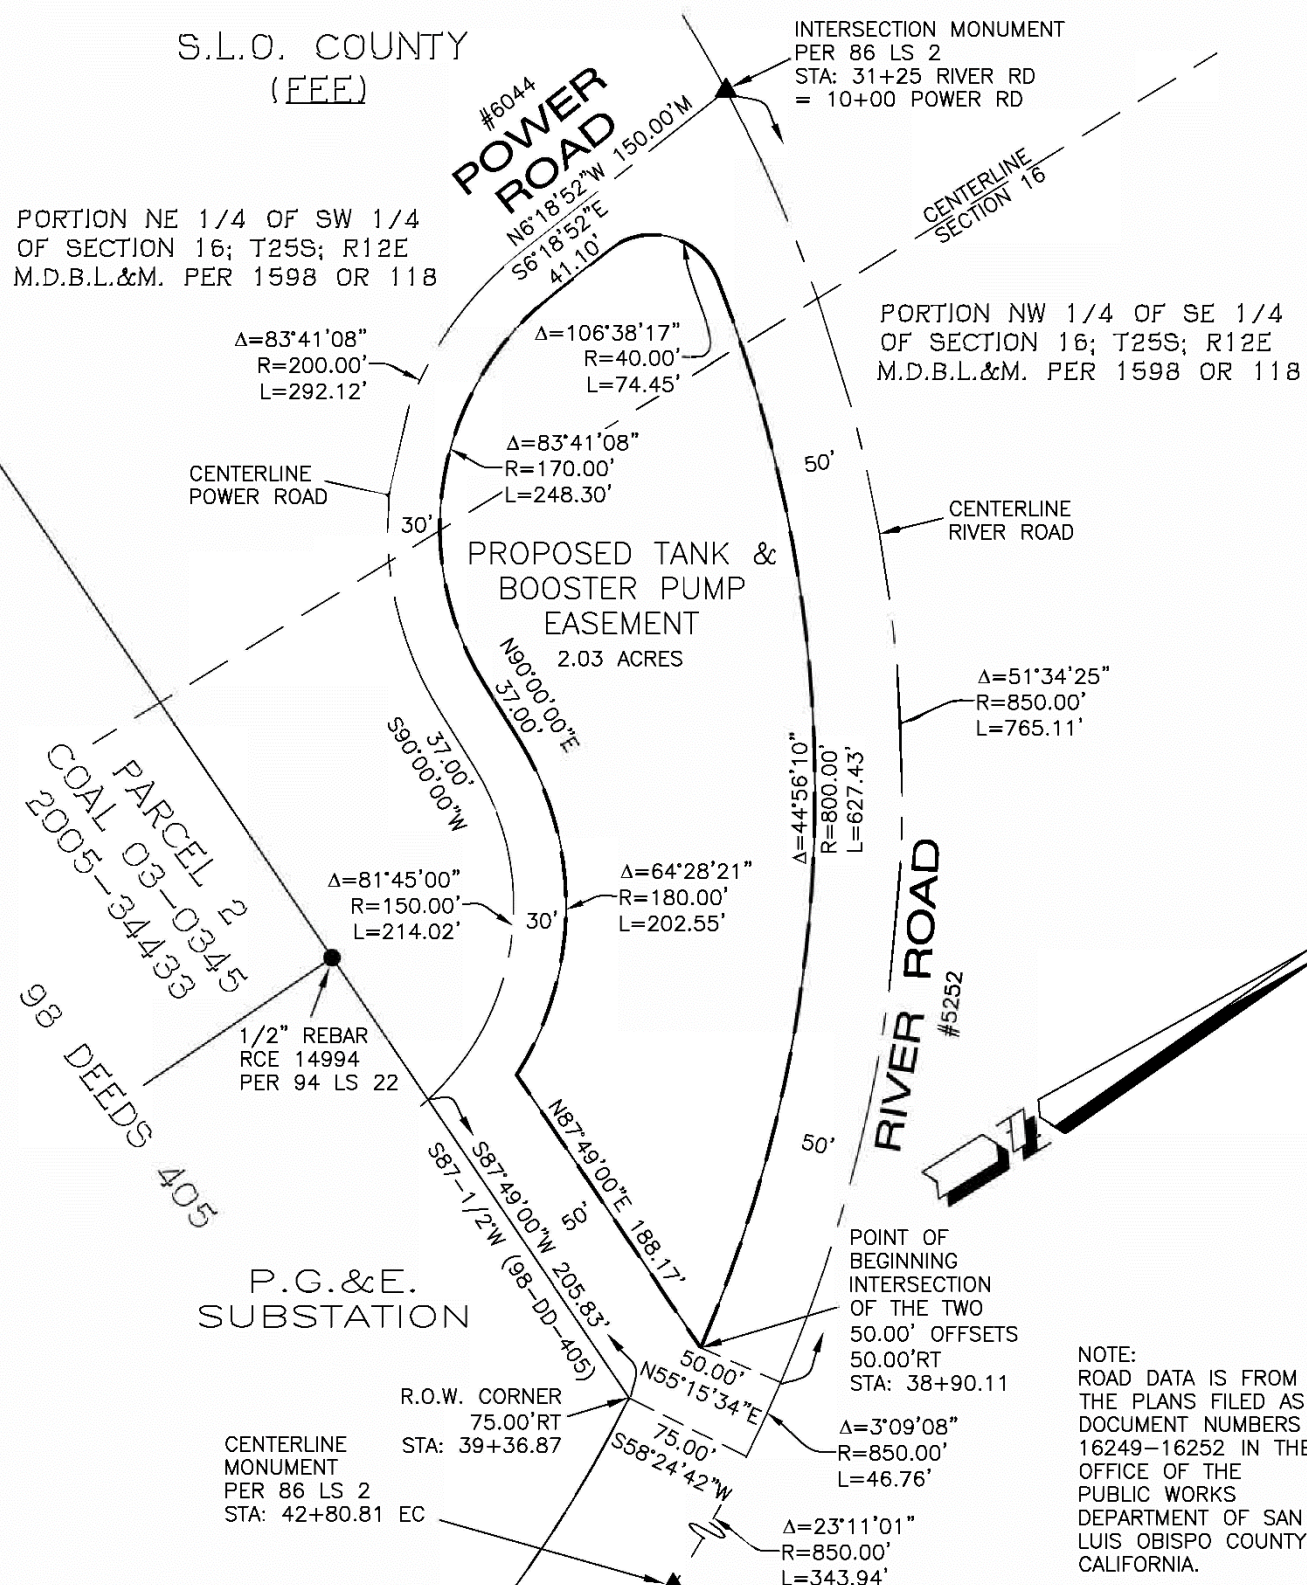 S.L.O. COUNTY
(FEE)
INTERSECTION MONUMENT
PER 86 LS 2
STA: 31+25 RIVER RD
= 10+00 POWER RD
#6044
POWER
ROAD
N6°18'52"W 150.00'M
S6°18'52"E
41.10'
CENTERLINE
SECTION 16
PORTION NE 1/4 OF SW 1/4
OF SECTION 16; T25S; R12E
M.D.B.L.&M. PER 1598 OR 118
PORTION NW 1/4 OF SE 1/4
OF SECTION 16; T25S; R12E
M.D.B.L.&M. PER 1598 OR 118
Δ=83°41'08"
R=200.00'
L=292.12'
Δ=106°38'17"
R=40.00'
L=74.45'
Δ=83°41'08"
R=170.00'
L=248.30'
50'
CENTERLINE
POWER ROAD
30'
CENTERLINE
RIVER ROAD
PROPOSED TANK &
BOOSTER PUMP
EASEMENT
2.03 ACRES
N90°00'00"E
37.00'
37.00'
S90°00'00"W
Δ=51°34'25"
R=850.00'
L=765.11'
Δ=44°56'10"
R=800.00'
L=627.43'
PARCEL 2
COAL 03-0345
2005-34433
98 DEEDS 405
Δ=81°45'00"
R=150.00'
L=214.02'
30'
Δ=64°28'21"
R=180.00'
L=202.55'
RIVER ROAD
#5252
1/2" REBAR
RCE 14994
PER 94 LS 22
N87°49'00"E 188.17'
50'
S87°49'00"W 205.83'
S87-1/2°W (98-DD-405)
50'
P.G.&E.
SUBSTATION
POINT OF
BEGINNING
INTERSECTION
OF THE TWO
50.00' OFFSETS
50.00'RT
STA: 38+90.11
50.00'
N55°15'34"E
R.O.W. CORNER
75.00'RT
STA: 39+36.87
75.00'
S58°24'42"W
Δ=3°09'08"
R=850.00'
L=46.76'
CENTERLINE
MONUMENT
PER 86 LS 2
STA: 42+80.81 EC
Δ=23°11'01"
R=850.00'
L=343.94'
NOTE:
ROAD DATA IS FROM
THE PLANS FILED AS
DOCUMENT NUMBERS
16249-16252 IN THE
OFFICE OF THE
PUBLIC WORKS
DEPARTMENT OF SAN
LUIS OBISPO COUNTY
CALIFORNIA.